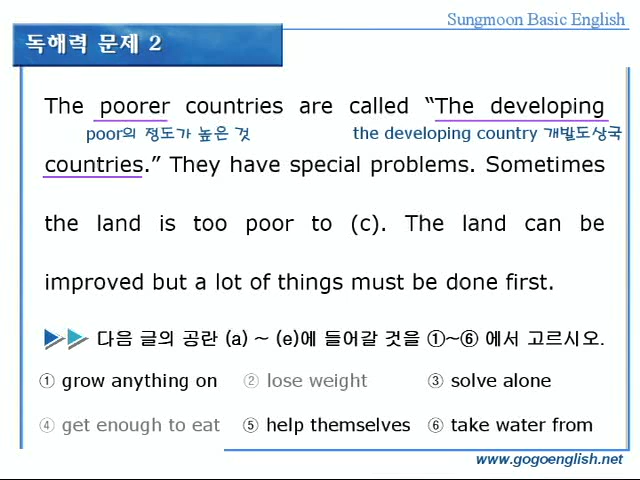 Sungmoon Basic English
독해력 문제 2
The poorer countries are called “The developing
poor의 정도가 높은 것 the developing country 개발도상국
countries.” They have special problems. Sometimes
the land is too poor to (c). The land can be
improved but a lot of things must be done first.
다음 글의 공란 (a) ~ (e)에 들어갈 것을 ①~⑥ 에서 고르시오.
① grow anything on ② lose weight ③ solve alone
④ get enough to eat ⑤ help themselves ⑥ take water from
www.gogoenglish.net